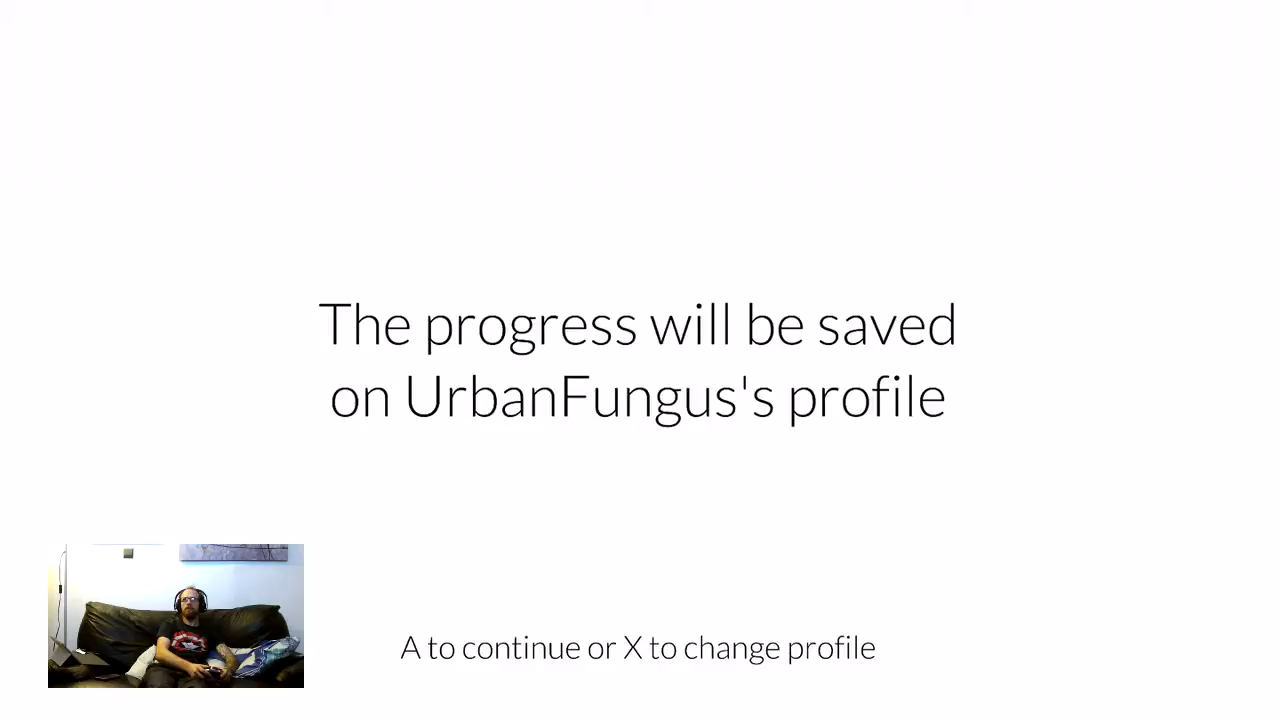 The progress will be saved
on UrbanFungus's profile
A to continue or X to change profile